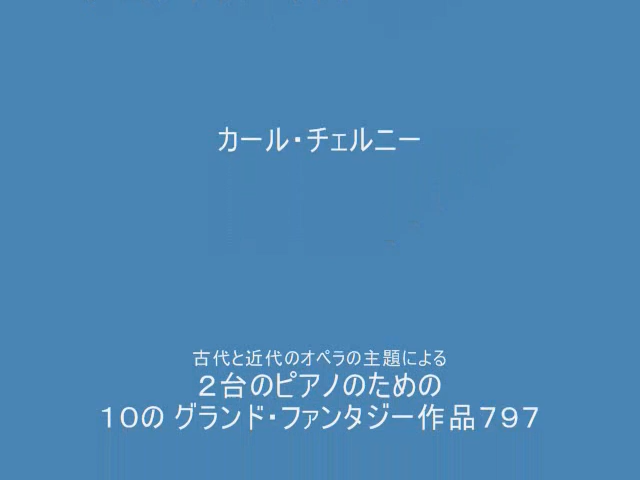 カール・チェルニー
古代と近代のオペラの主題による
２台のピアノのための
１０の グランド・ファンタジー作品７９７